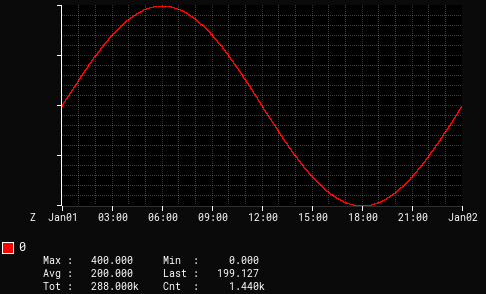 Z Jan01 03:00 06:00 09:00 12:00 15:00 18:00 21:00 Jan02
0
Max : 400.000 Min : 0.000
Avg : 200.000 Last : 199.127
Tot : 288.000k Cnt : 1.440k